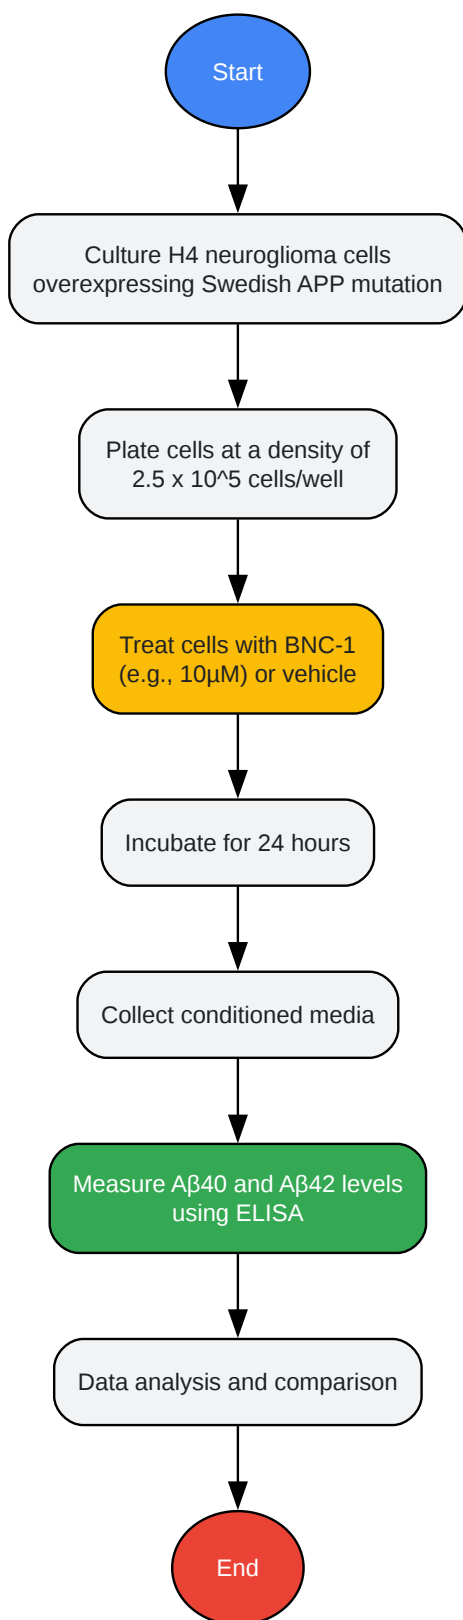 Start
Culture H4 neuroglioma cells
overexpressing Swedish APP mutation
Plate cells at a density of
2.5 x 10^5 cells/well
Treat cells with BNC-1
(e.g., 10µM) or vehicle
Incubate for 24 hours
Collect conditioned media
Measure Aβ40 and Aβ42 levels
using ELISA
Data analysis and comparison
End